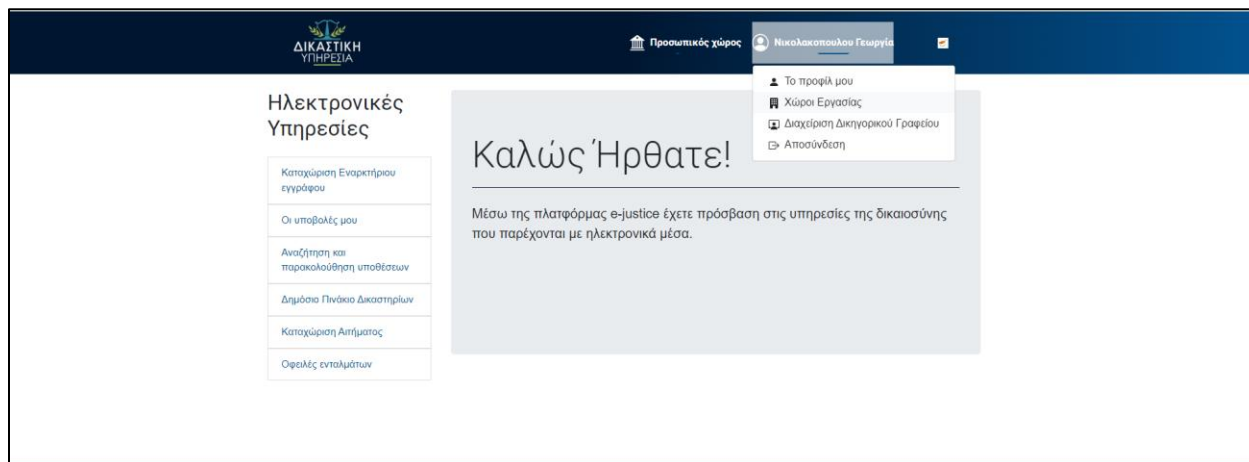 ΔΙΚΑΣΤΙΚΗ
ΥΠΗΡΕΣΙΑ
Προσωπικός χώρος
Νικολακοπουλου Γεωργία
Το προφίλ μου
Χώροι Εργασίας
Διαχείριση Δικηγορικού Γραφείου
Αποσύνδεση
Ηλεκτρονικές
Υπηρεσίες
Καταχώριση Εναρκτήριου
εγγράφου
Οι υποβολές μου
Αναζήτηση και
παρακολούθηση υποθέσεων
Δημόσιο Πινάκιο Δικαστηρίων
Καταχώριση Αιτήματος
Οφειλές ενταλμάτων
Καλώς Ήρθατε!
Μέσω της πλατφόρμας e-justice έχετε πρόσβαση στις υπηρεσίες της δικαιοσύνης
που παρέχονται με ηλεκτρονικά μέσα.